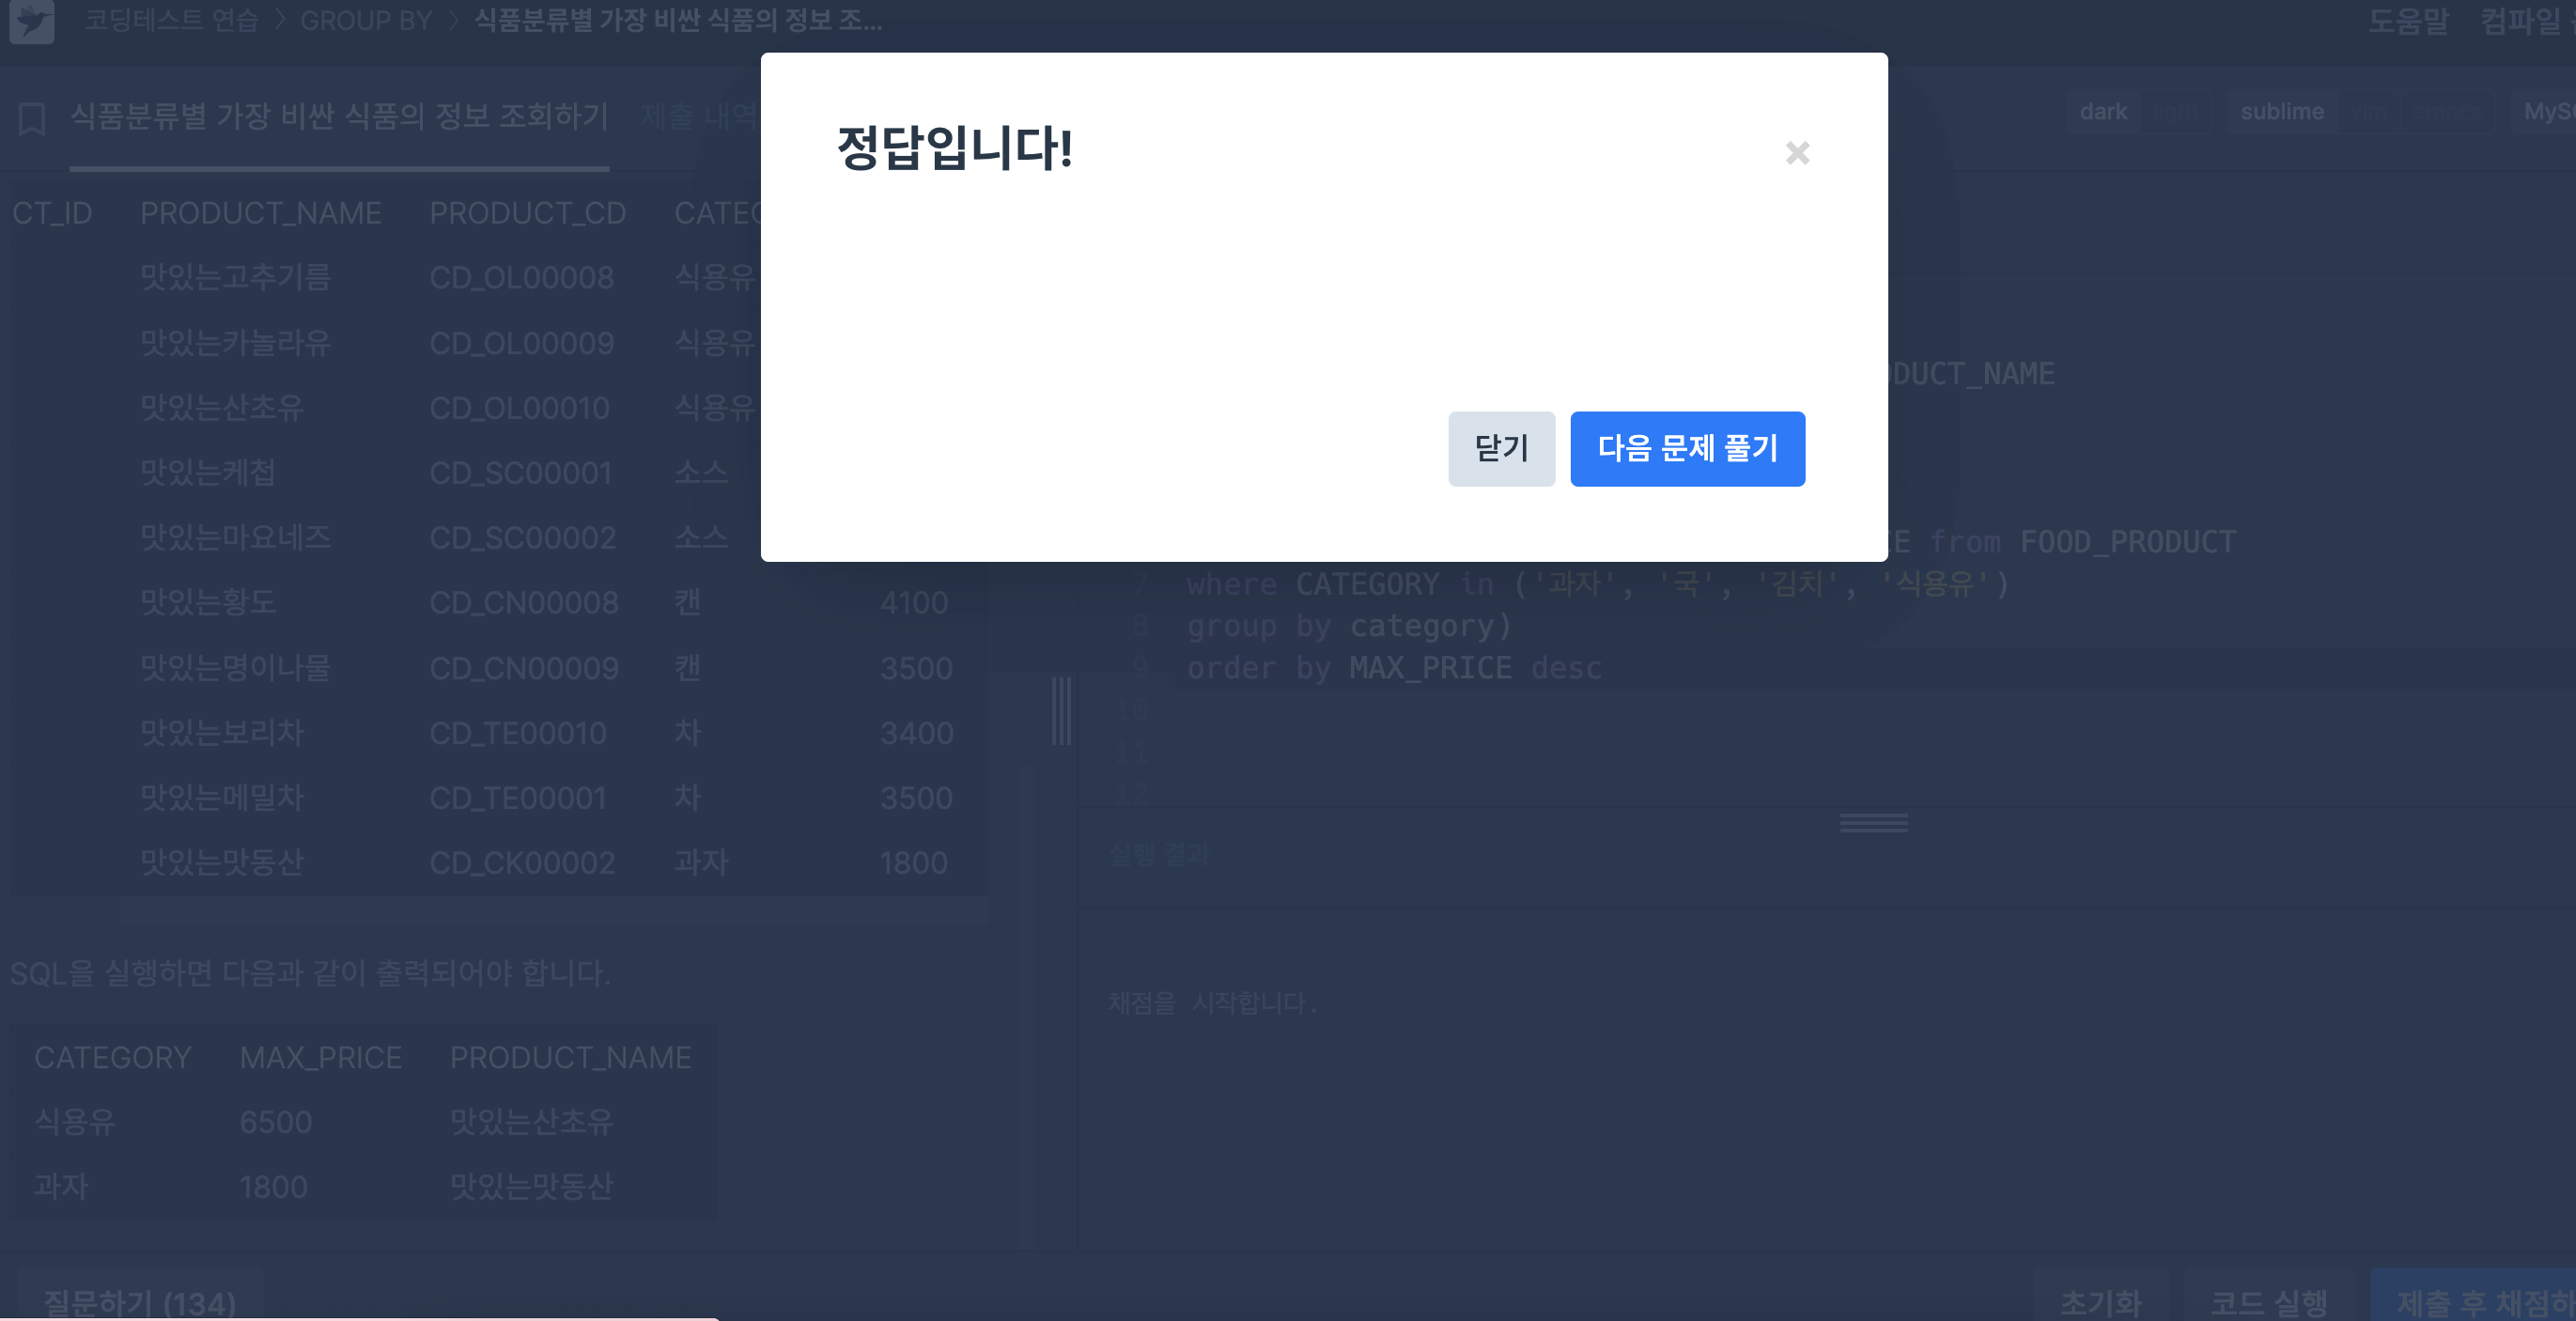 코딩테스트 연습 > GROUP BY > 식품분류별 가장 비싼 식품의 정보 조...
도움말 컴파일
식품분류별 가장 비싼 식품의 정보 조회하기 제출 내역
dark light sublime vim emacs MyS
정답입니다!
닫기 다음 문제 풀기
CT_ID PRODUCT_NAME PRODUCT_CD CATEG
맛있는고추기름 CD_OL00008 식용유
맛있는카놀라유 CD_OL00009 식용유
맛있는산초유 CD_OL00010 식용유
맛있는케첩 CD_SC00001 소스
맛있는마요네즈 CD_SC00002 소스
맛있는황도 CD_CN00008 캔 4100
맛있는명이나물 CD_CN00009 캔 3500
맛있는보리차 CD_TE00010 차 3400
맛있는메밀차 CD_TE00001 차 3500
맛있는맛동산 CD_CK00002 과자 1800
SQL을 실행하면 다음과 같이 출력되어야 합니다.
CATEGORY MAX_PRICE PRODUCT_NAME
식용유 6500 맛있는산초유
과자 1800 맛있는맛동산
질문하기 (134)
DUCT_NAME
E from FOOD_PRODUCT
7 where CATEGORY in ('과자', '국', '김치', '식용유')
8 group by category)
9 order by MAX_PRICE desc
10
11
12
실행 결과
채점을 시작합니다.
초기화 코드 실행 제출 후 채점하